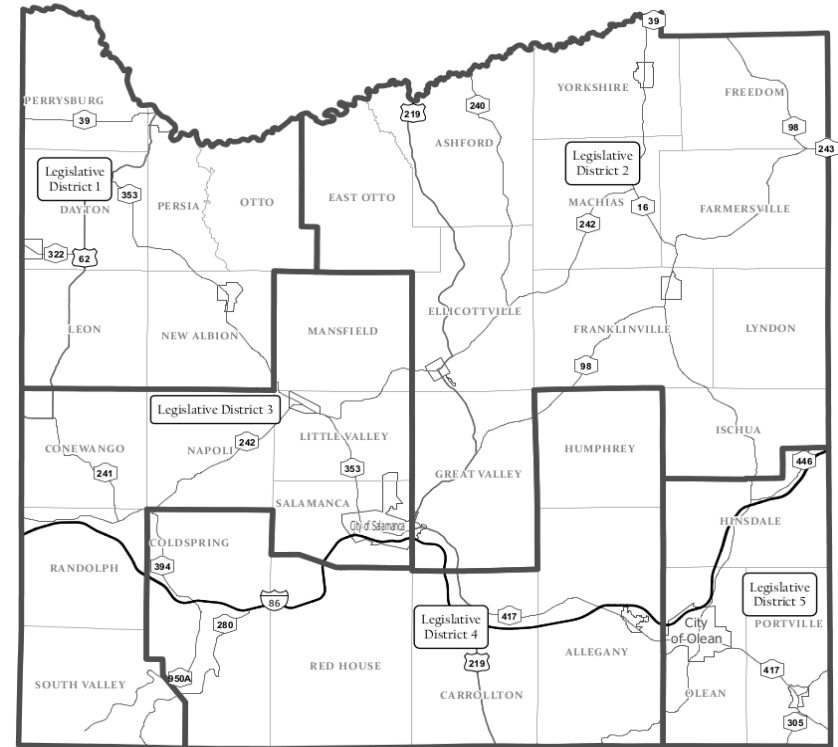 39
YORKSHIRE
FREEDOM
PERRYSBURG
39
219
240
98
ASHFORD
243
Legislative
District 1
Legislative
District 2
353
DAYTON
PERSIA
OTTO
EAST OTTO
MACHIAS
16
FARMERSVILLE
242
322
62
LEON
NEW ALBION
MANSFIELD
ELLICOTTVILLE
FRANKLINVILLE
LYNDON
98
Legislative District 3
CONEWANGO
NAPOLI
242
LITTLE VALLEY
HUMPHREY
ISCHUA
241
353
GREAT VALLEY
446
SALAMANCA
City of Salamanca
HINSDALE
COLDSPRING
RANDOLPH
394
86
Legislative
District 5
280
417
Legislative
District 4
City
of Olean
PORTVILLE
ALLEGANY
219
RED HOUSE
417
950A
SOUTH VALLEY
CARROLLTON
OLEAN
305